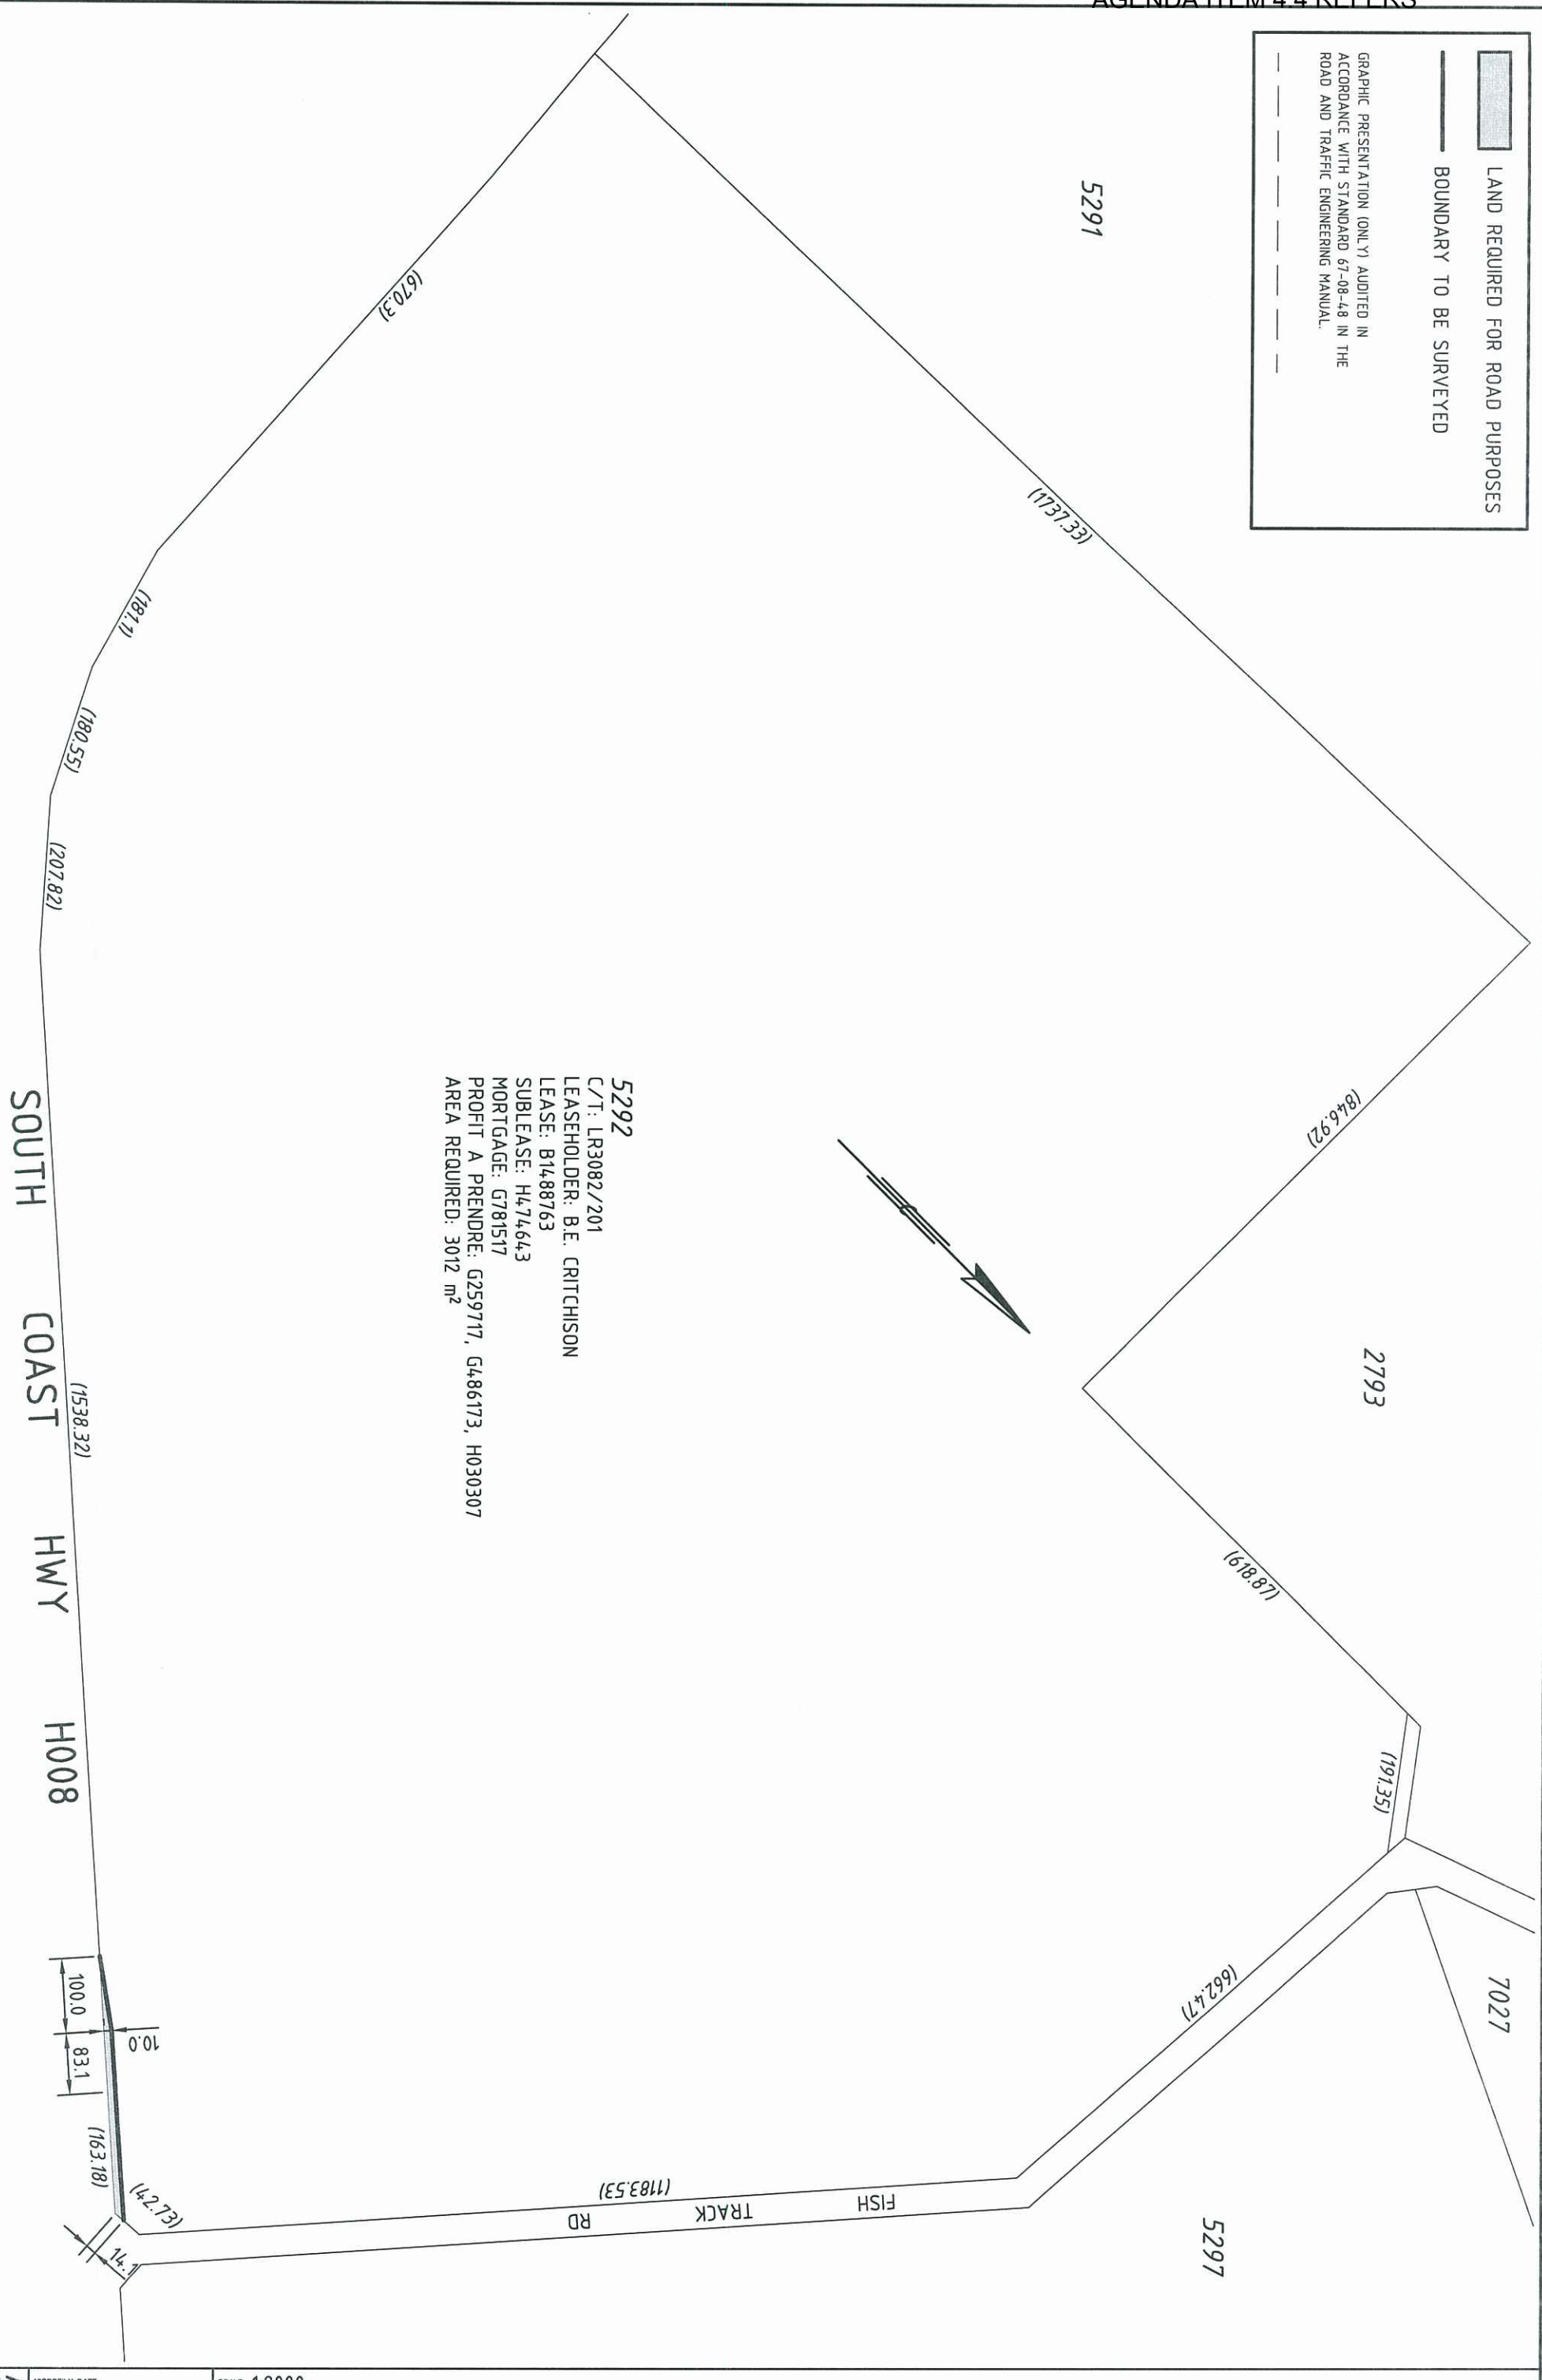 AGENDA ITEM 4.4 REFERS
LAND REQUIRED FOR ROAD PURPOSES
BOUNDARY TO BE SURVEYED
GRAPHIC PRESENTATION (ONLY) AUDITED IN
ACCORDANCE WITH STANDARD 67-08-48 IN THE
ROAD AND TRAFFIC ENGINEERING MANUAL.
5291
(1737.33)
(670.3)
(181.1)
(180.55)
(207.82)
(846.92)
2793
(618.87)
(191.35)
7027
(662.47)
5297
5292
C/T: LR3082/201
LEASEHOLDER: B.E. CRITCHISON
LEASE: B1488763
SUBLEASE: H474643
MORTGAGE: G781517
PROFIT A PRENDRE: G259717, G486173, H030307
AREA REQUIRED: 3012 m²
(1538.32)
SOUTH COAST HWY H008
100.0
83.1
10.0
(163.18)
(42.73)
14.1
(1183.53)
FISH TRACK RD